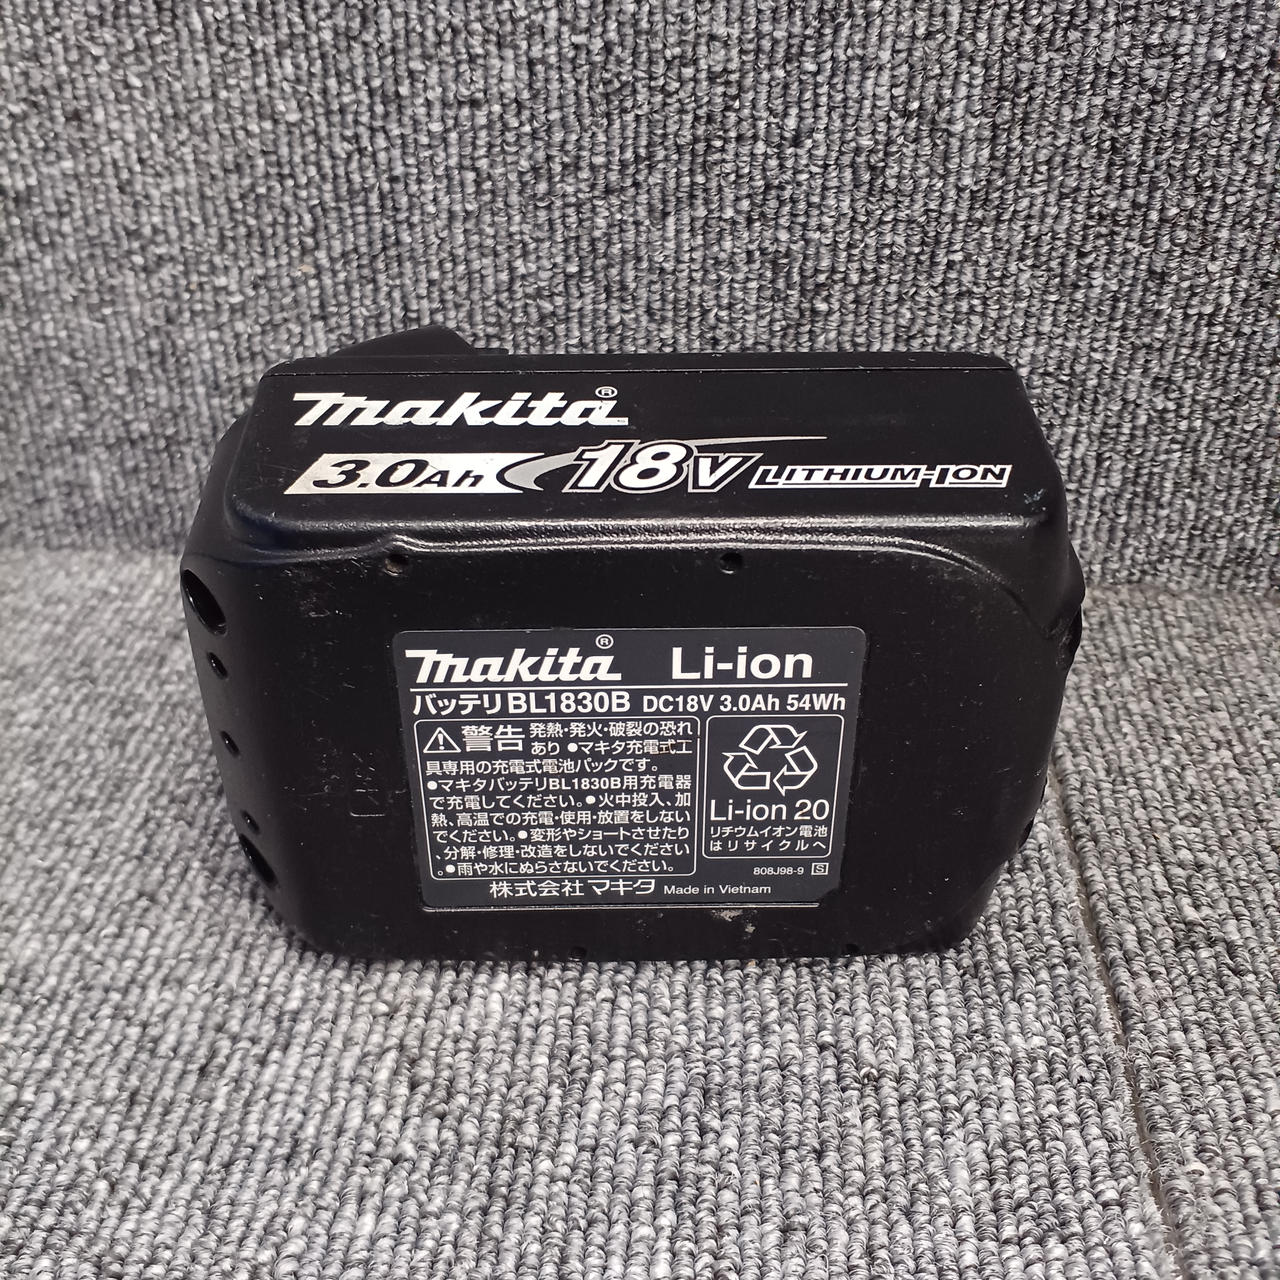 makita®
3.0Ah 18V LITHIUM-ION
makita® Li-ion
バッテリBL1830B DC18V 3.0Ah 54Wh
警告 発熱・発火・破裂の恐れ
あり ●マキタ充電式工
具専用の充電式電池パックです。
●マキタバッテリBL1830B用充電器
で充電してください。●火中投入、加
熱、高温での充電・使用・放置をしない
でください。●変形やショートさせたり
、分解・修理・改造をしないでください
。●雨や水にぬらさないでください。
Li-ion 20
リチウムイオン電池
はリサイクルへ
808J98-9 S
株式会社マキタ Made in Vietnam